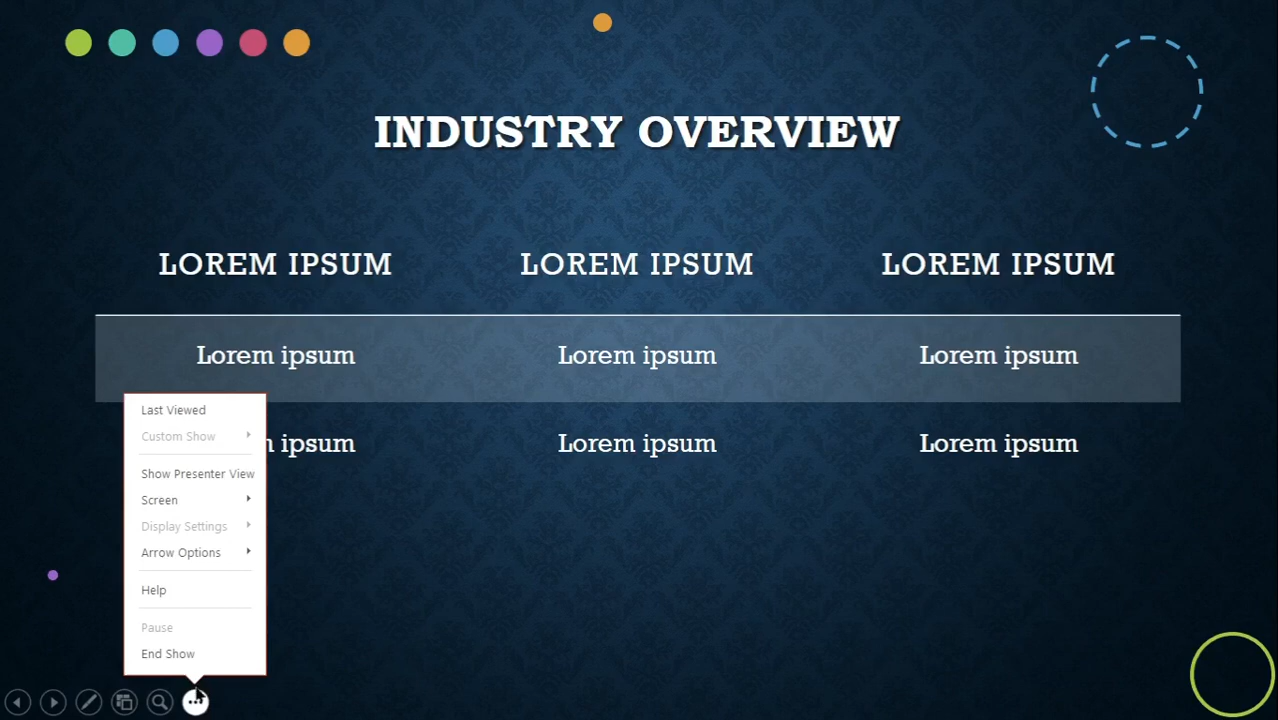 INDUSTRY OVERVIEW
LOREM IPSUM LOREM IPSUM LOREM IPSUM
Lorem ipsum Lorem ipsum Lorem ipsum
ipsum Lorem ipsum Lorem ipsum
Last Viewed
Custom Show
Show Presenter View
Screen
Display Settings
Arrow Options
Help
Pause
End Show